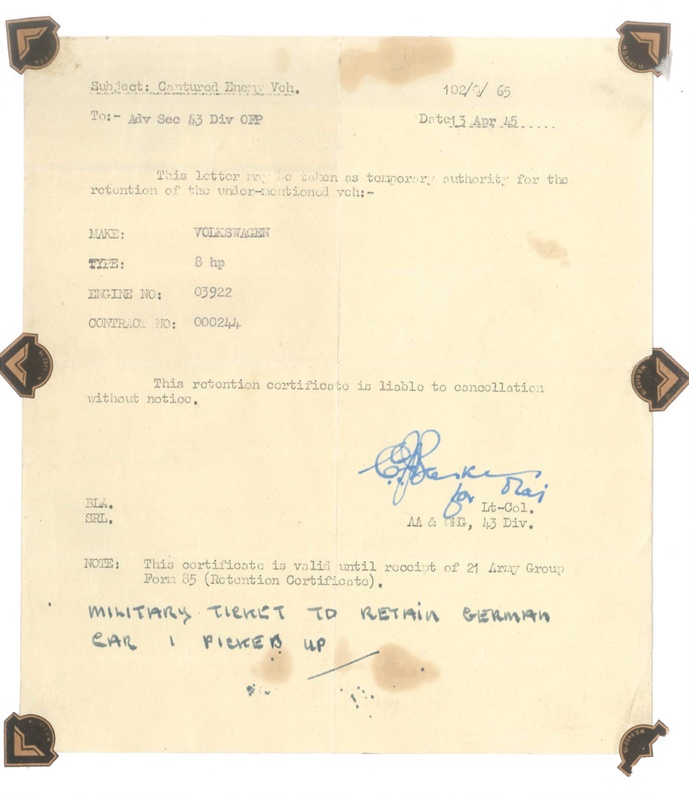 Subject: Captured Enemy Veh.
102/Q/ 65
To:- Adv Sec 43 Div OFP
Date 13 Apr 45
This letter may be taken as temporary authority for the
retention of the under-mentioned veh:-
MAKE: VOLKSWAGEN
TYPE: 8 hp
ENGINE NO: 03922
CONTRACT NO: 000244
This retention certificate is liable to cancellation
without notice.
for Maj
Lt-Col.
BLA.
SRL.
AA & QMG, 43 Div.
NOTE: This certificate is valid until receipt of 21 Army Group
Form 85 (Retention Certificate).
MILITARY TICKET TO RETAIN GERMAN
CAR I PICKED UP